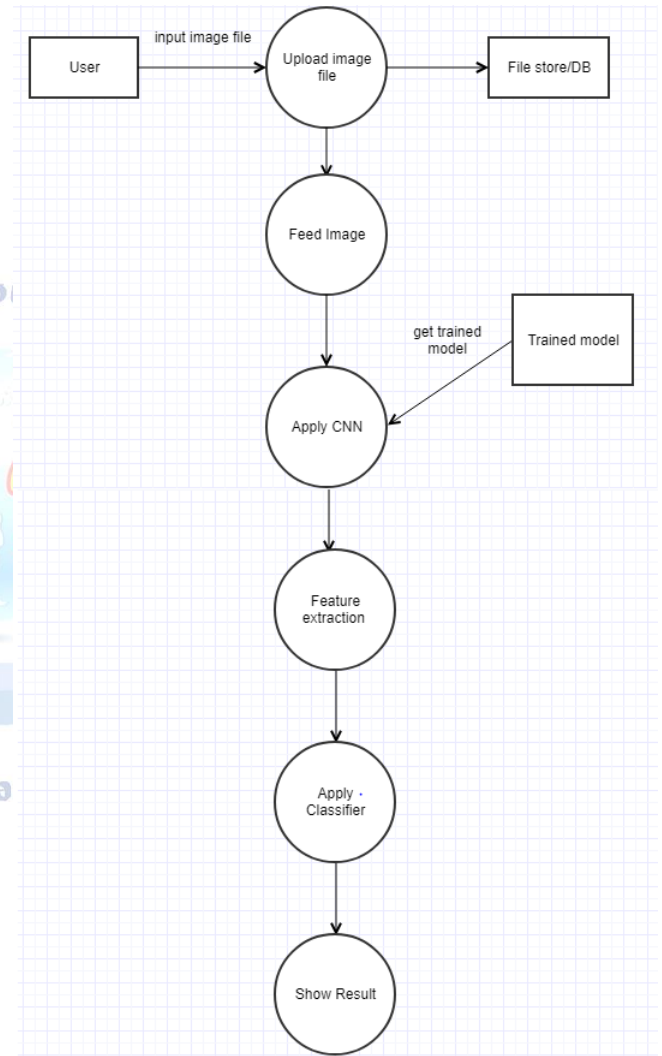 input image file
User
Upload image
file
File store/DB
Feed Image
get trained
model
Trained model
Apply CNN
Feature
extraction
Apply
Classifier
Show Result